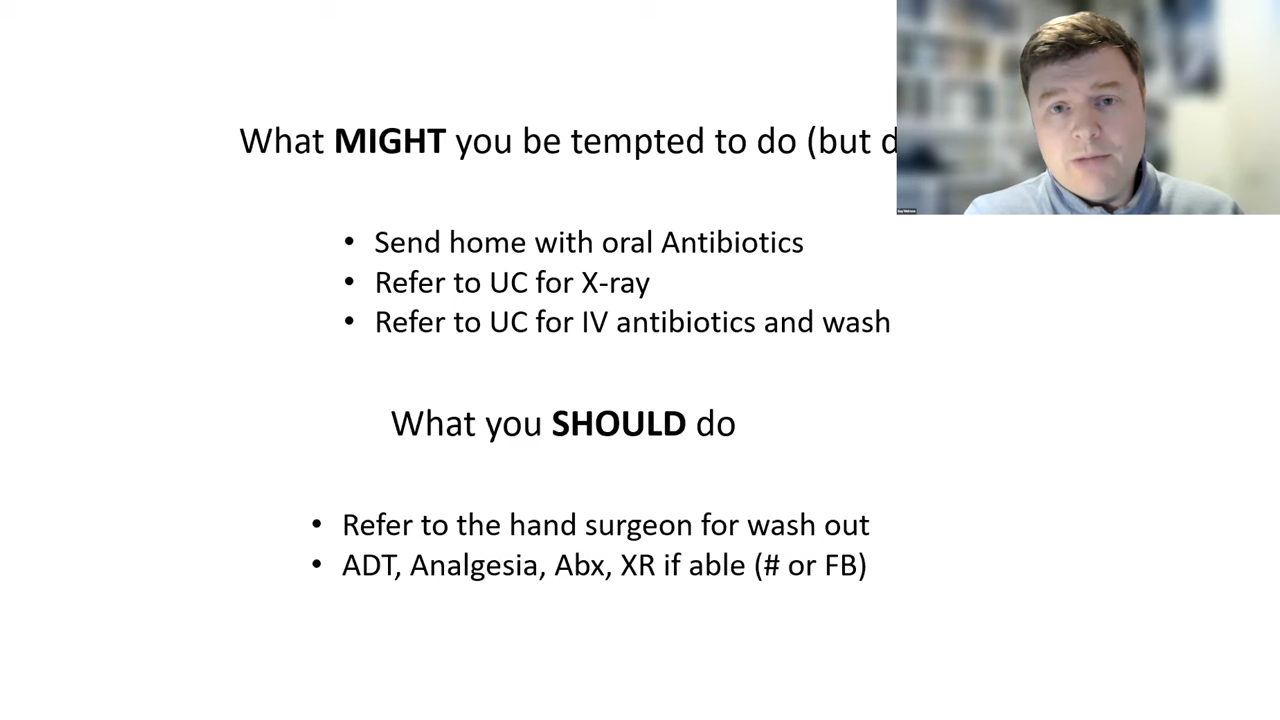 What MIGHT you be tempted to do (but d
• Send home with oral Antibiotics
• Refer to UC for X-ray
• Refer to UC for IV antibiotics and wash
What you SHOULD do
• Refer to the hand surgeon for wash out
• ADT, Analgesia, Abx, XR if able (# or FB)